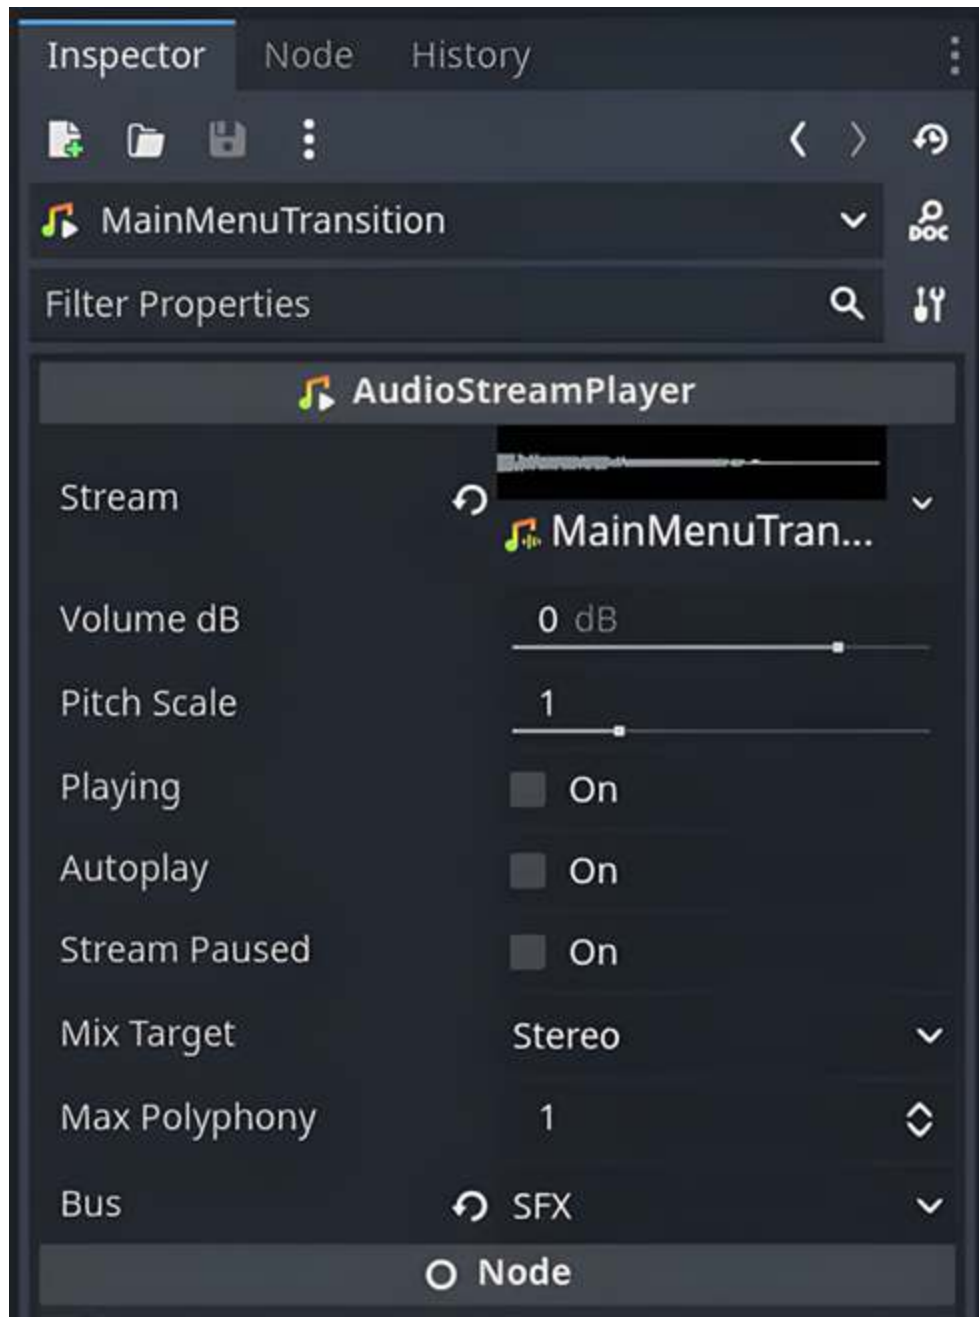 Inspector Node History
MainMenuTransition
DOC
Filter Properties
AudioStreamPlayer
Stream
MainMenuTran...
Volume dB 0 dB
Pitch Scale 1
Playing On
Autoplay On
Stream Paused On
Mix Target Stereo
Max Polyphony 1
Bus SFX
Node